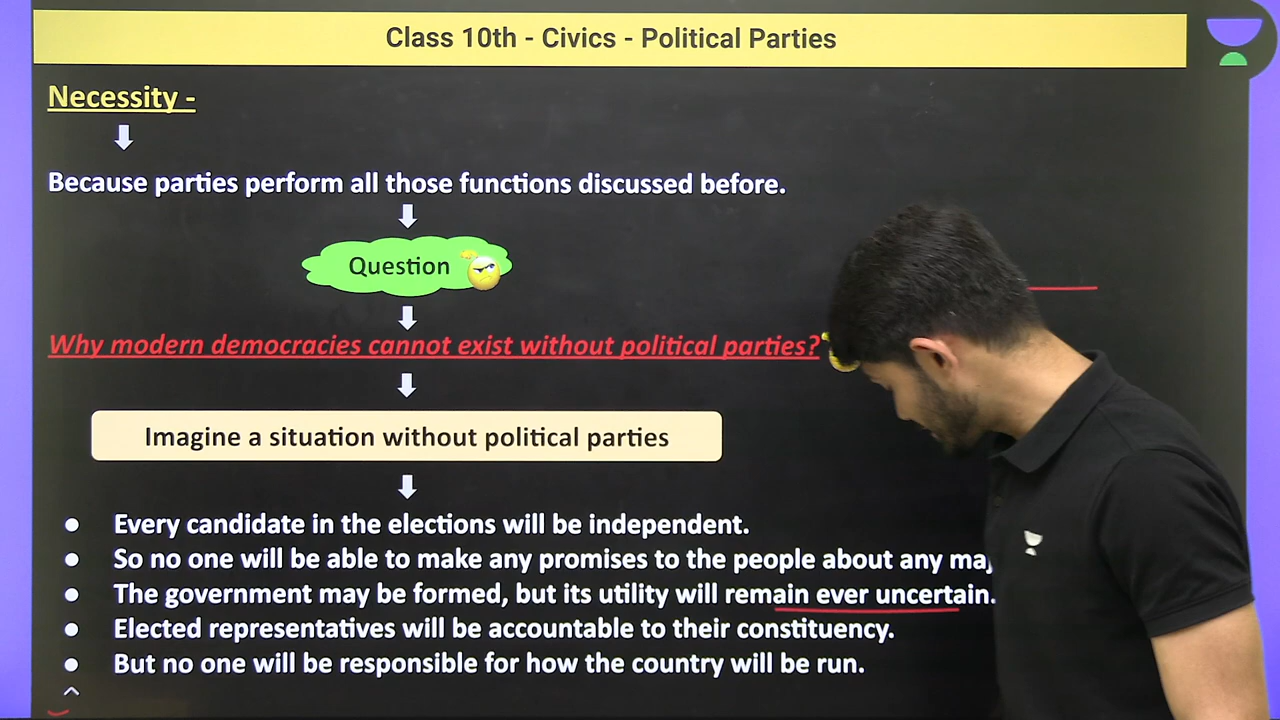 Class 10th - Civics - Political Parties
Necessity -
Because parties perform all those functions discussed before.
Question
Why modern democracies cannot exist without political parties?
Imagine a situation without political parties
● Every candidate in the elections will be independent.
● So no one will be able to make any promises to the people about any
● The government may be formed, but its utility will remain ever uncertain.
● Elected representatives will be accountable to their constituency.
● But no one will be responsible for how the country will be run.